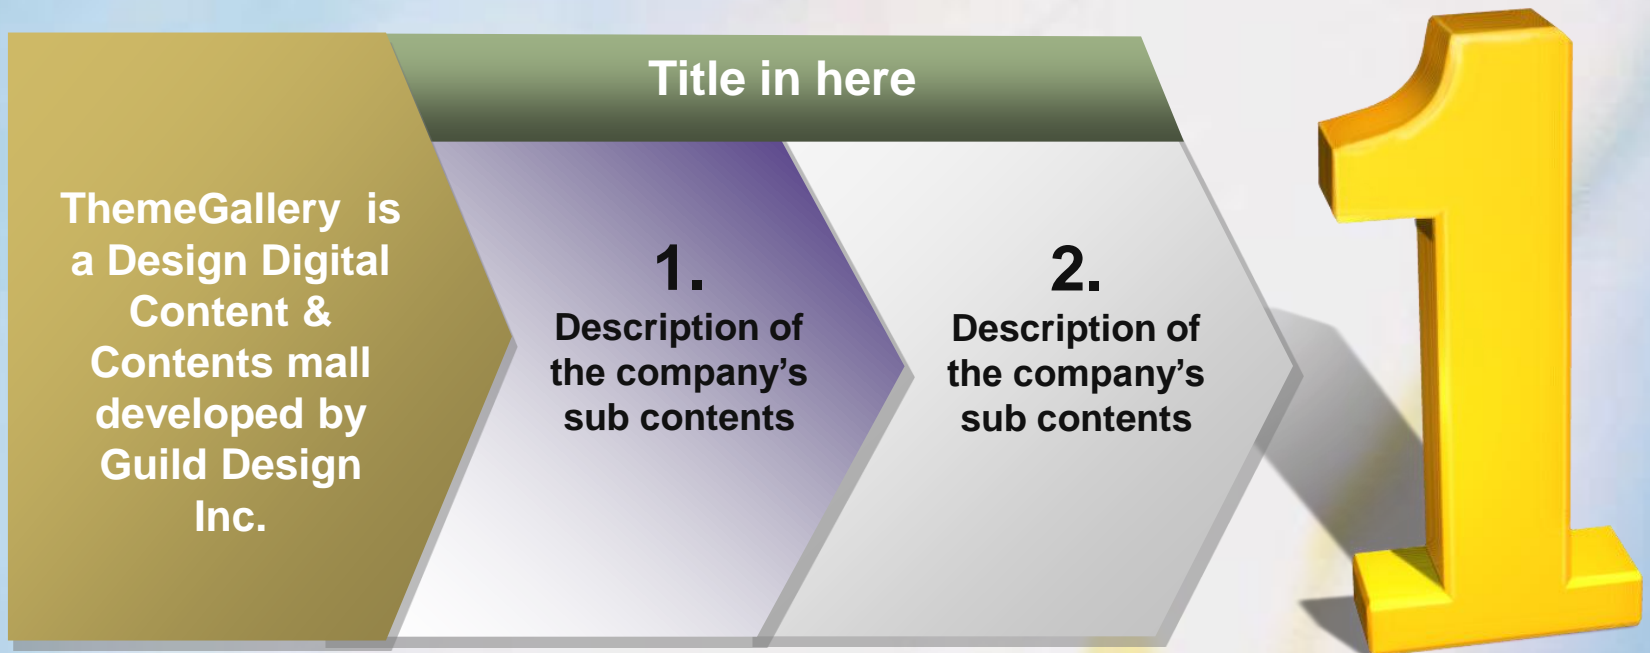 Title in here
ThemeGallery  is
a Design Digital
Content &
Contents mall
developed by
Guild Design
Inc.
1.
Description of
the company’s
sub contents
2.
Description of
the company’s
sub contents
1